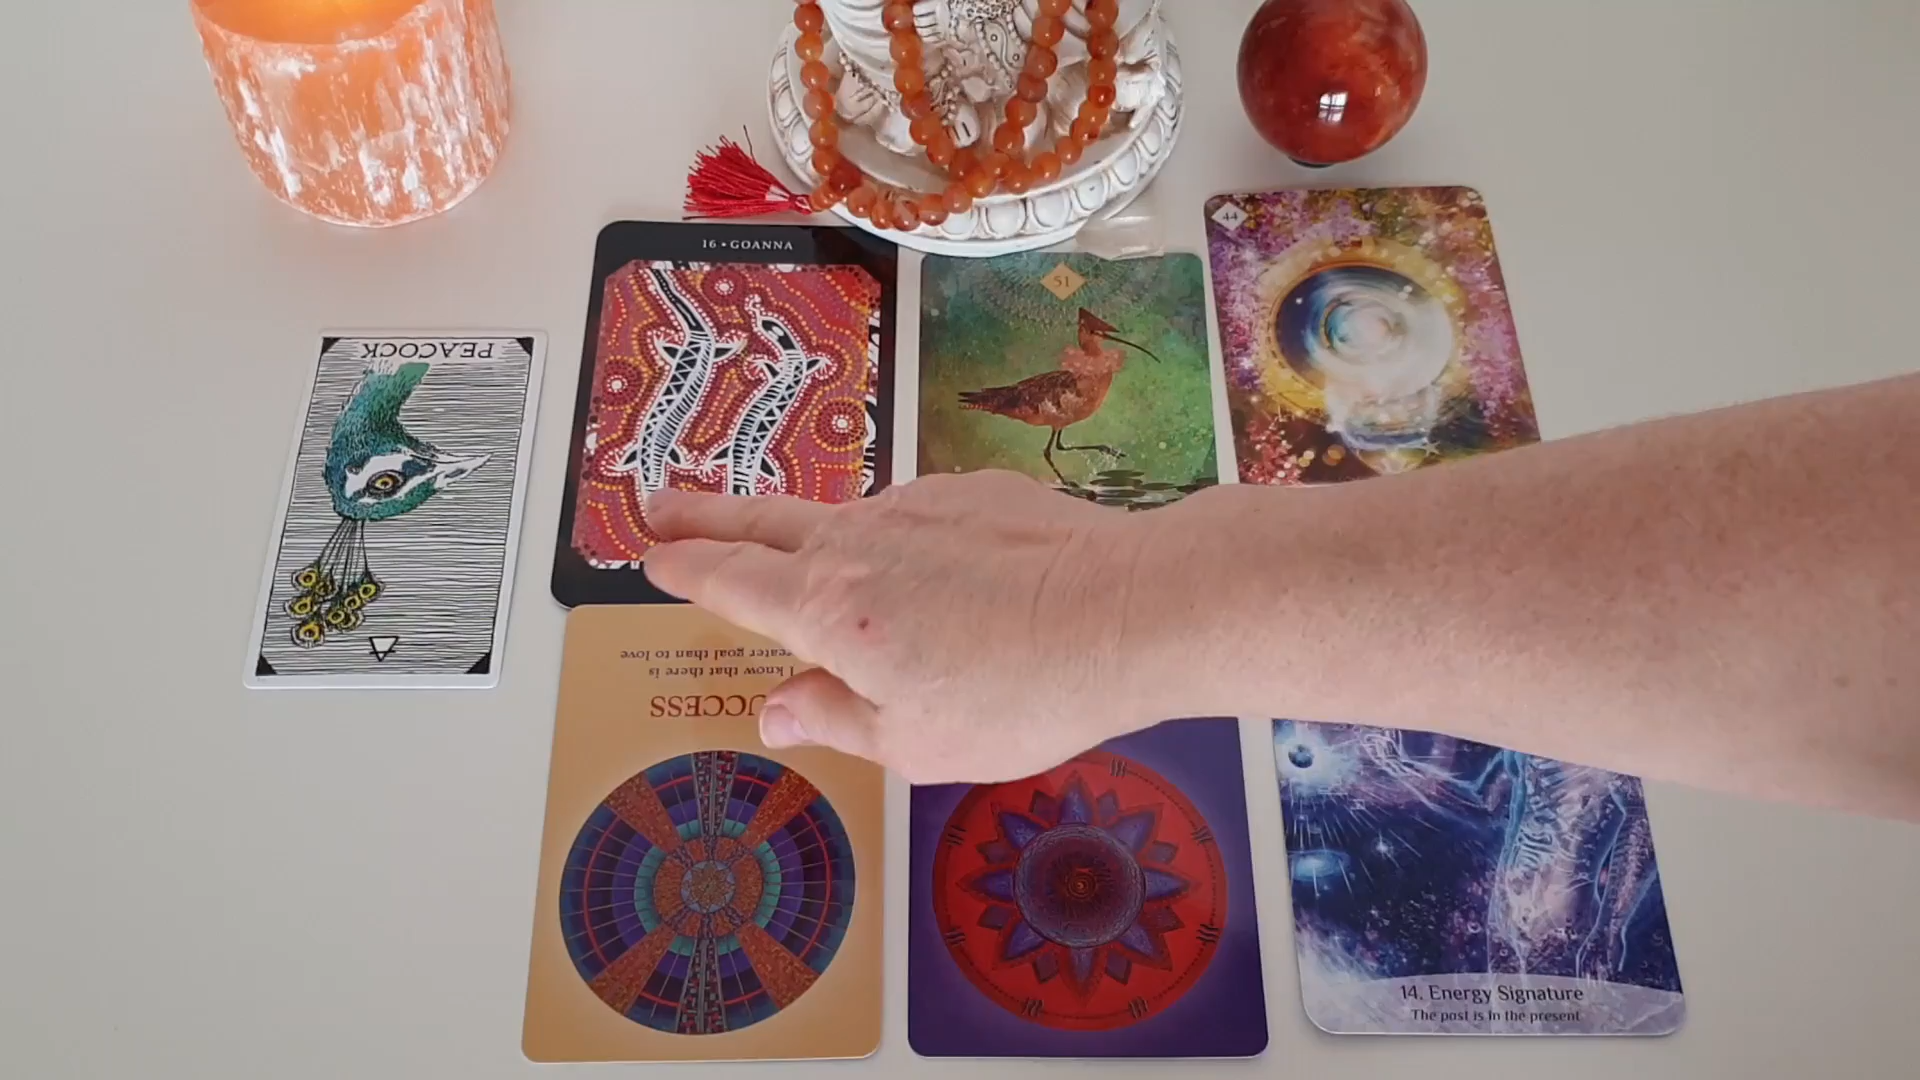 PEACOCK
16 • GOANNA
51
44
SUCCESS
I know that there is
greater goal than to love
14. Energy Signature
The past is in the present